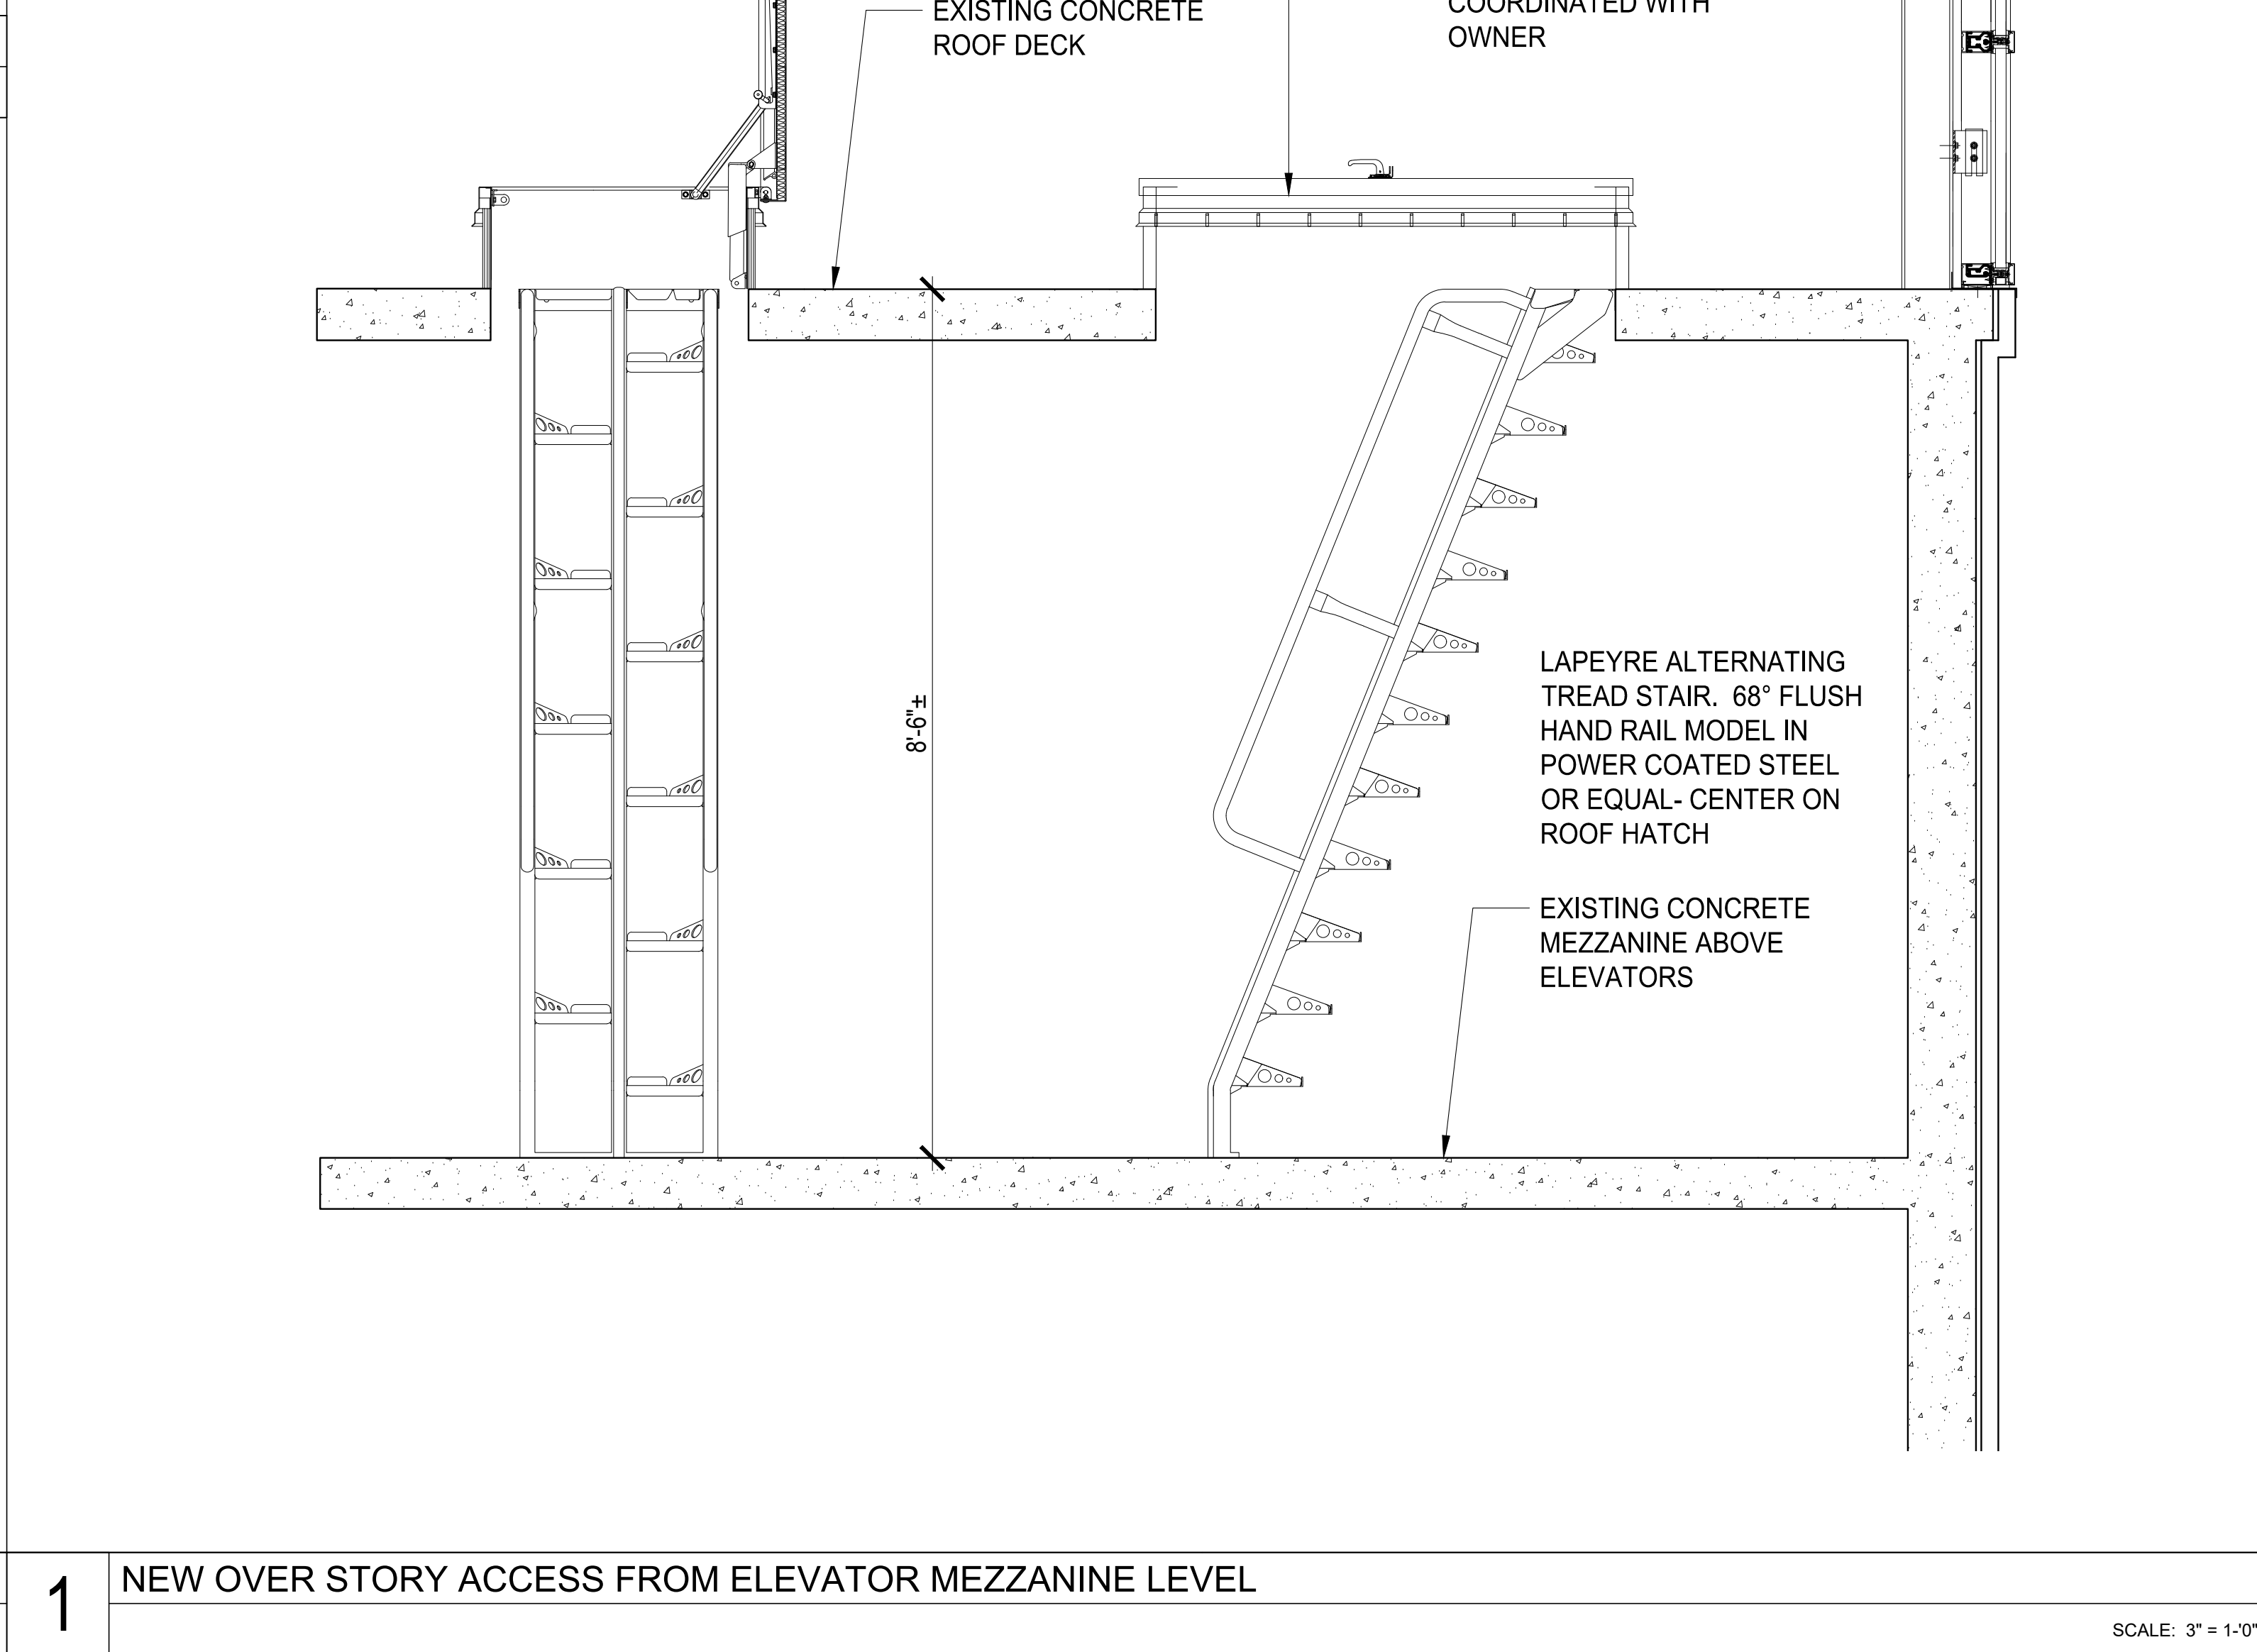 EXISTING CONCRETE
ROOF DECK
COORDINATED WITH
OWNER
8'-6"±
LAPEYRE ALTERNATING
TREAD STAIR. 68° FLUSH
HAND RAIL MODEL IN
POWER COATED STEEL
OR EQUAL- CENTER ON
ROOF HATCH
EXISTING CONCRETE
MEZZANINE ABOVE
ELEVATORS
1
NEW OVER STORY ACCESS FROM ELEVATOR MEZZANINE LEVEL
SCALE: 3" = 1-'0"